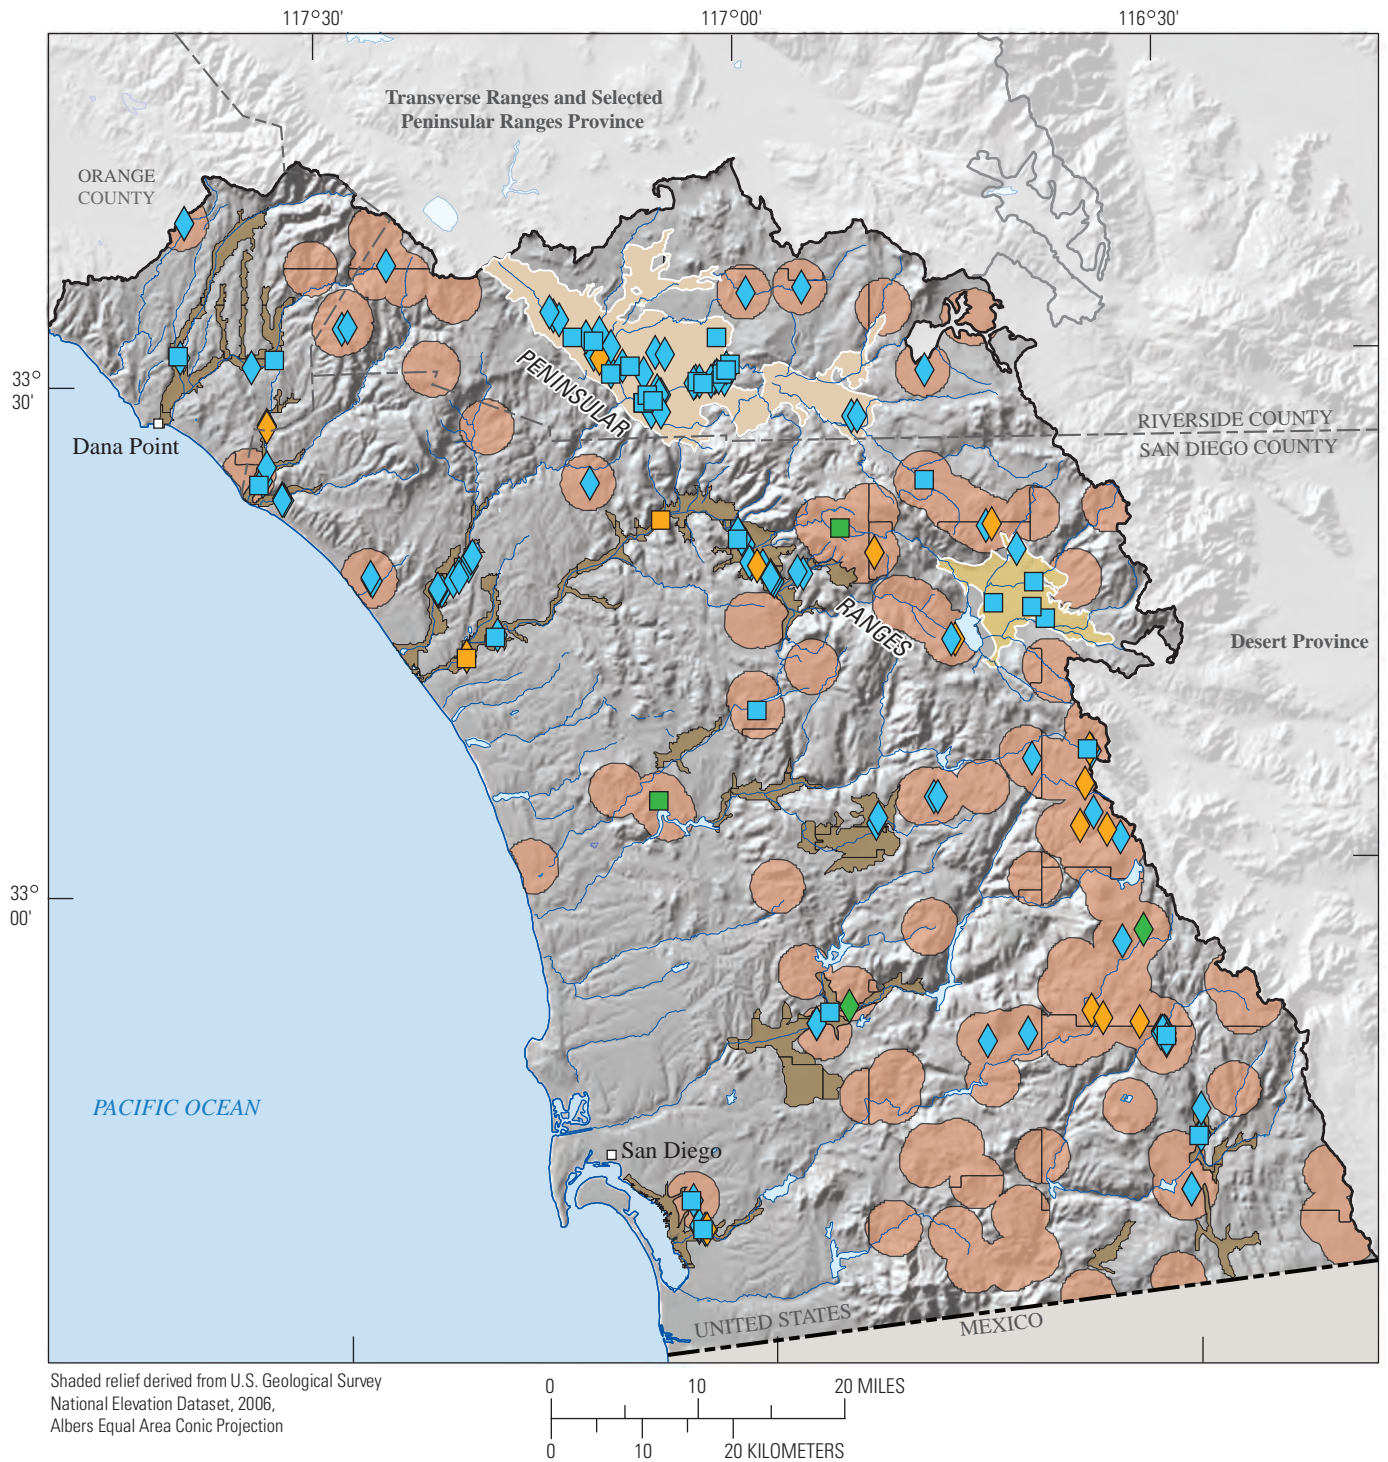 117°30'
117°00'
116°30'
Transverse Ranges and Selected
Peninsular Ranges Province
ORANGE
COUNTY
PENINSULAR
33°
30'
Dana Point
RIVERSIDE COUNTY
SAN DIEGO COUNTY
RANGES
Desert Province
33°
00'
PACIFIC OCEAN
San Diego
UNITED STATES
MEXICO
Shaded relief derived from U.S. Geological Survey
National Elevation Dataset, 2006,
Albers Equal Area Conic Projection
0 10 20 MILES
0 10 20 KILOMETERS